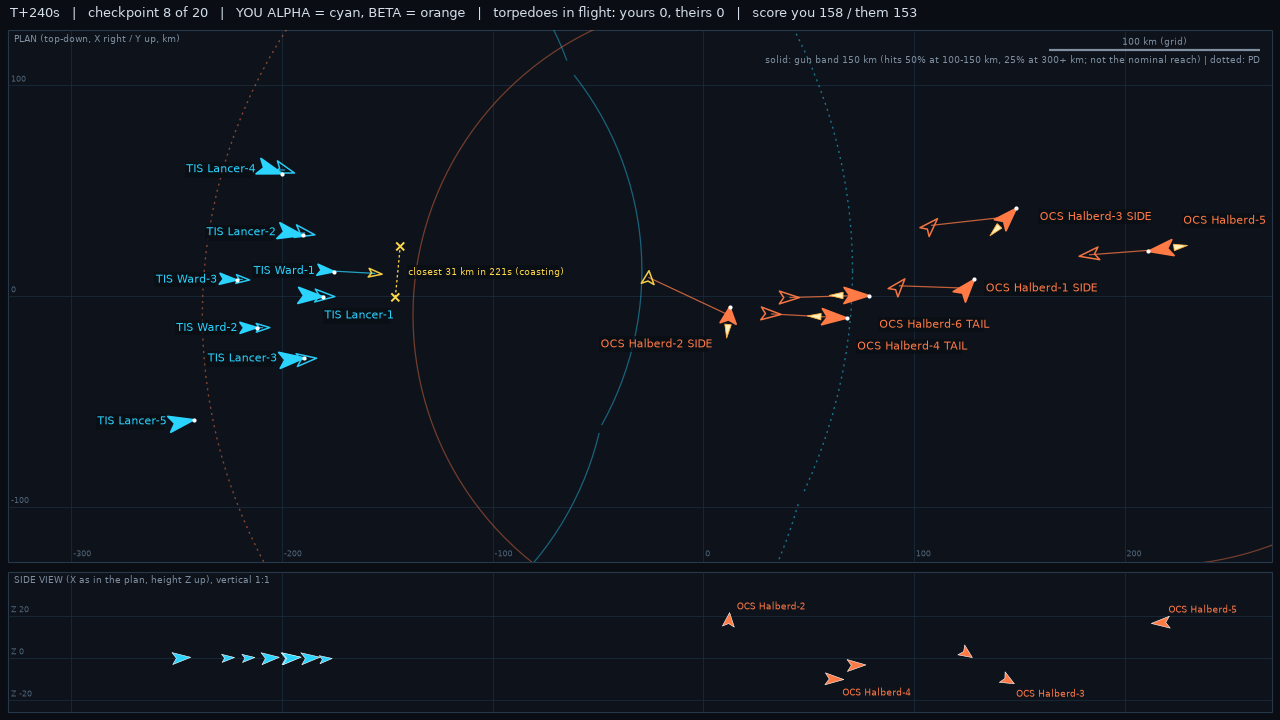 T+240s | checkpoint 8 of 20 | YOU ALPHA = cyan, BETA = orange | torpedoes in flight: yours 0, theirs 0 | score you 158 / them 153
PLAN (top-down, X right / Y up, km)
100 km (grid)
solid: gun band 150 km (hits 50% at 100-150 km, 25% at 300+ km; not the nominal reach) | dotted: PD
100
TIS Lancer-4
OCS Halberd-3 SIDE
OCS Halberd-5
TIS Lancer-2
TIS Ward-1
closest 31 km in 221s (coasting)
TIS Ward-3
0
OCS Halberd-1 SIDE
TIS Lancer-1
OCS Halberd-6 TAIL
TIS Ward-2
OCS Halberd-2 SIDE
OCS Halberd-4 TAIL
TIS Lancer-3
TIS Lancer-5
-100
-300
-200
-100
0
100
200
SIDE VIEW (X as in the plan, height Z up), vertical 1:1
OCS Halberd-2
OCS Halberd-5
Z 20
Z 0
Z -20
OCS Halberd-4
OCS Halberd-3